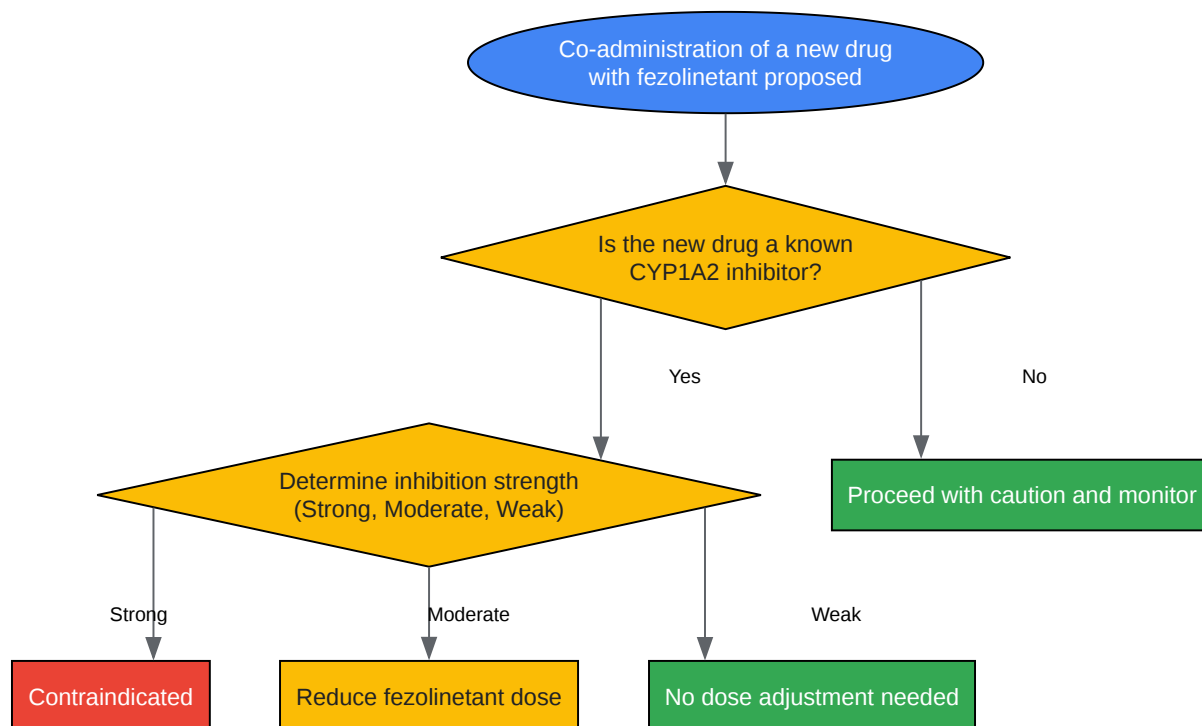 Co-administration of a new drug
with fezolinetant proposed
Is the new drug a known
CYP1A2 inhibitor?
Yes
No
Determine inhibition strength
(Strong, Moderate, Weak)
Proceed with caution and monitor
Strong
Moderate
Weak
Contraindicated
Reduce fezolinetant dose
No dose adjustment needed